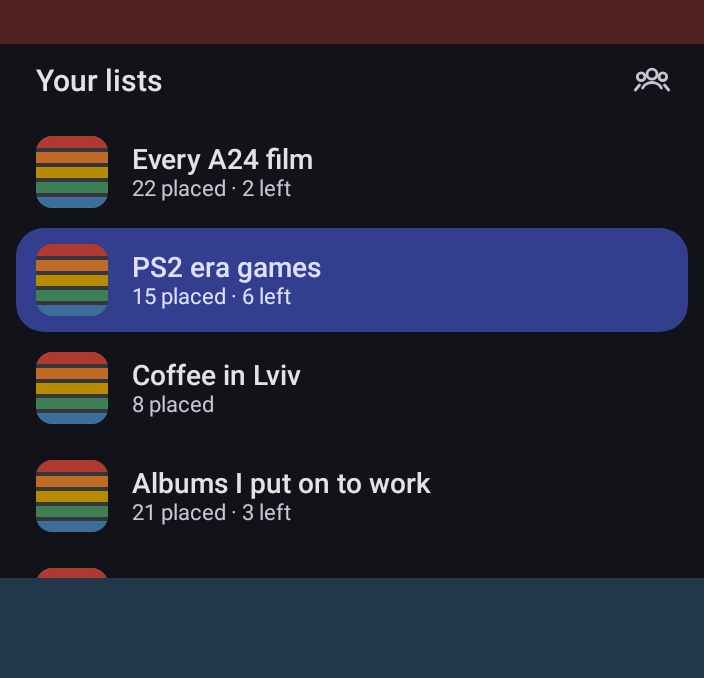 Your lists
Every A24 film
22 placed · 2 left
PS2 era games
15 placed · 6 left
Coffee in Lviv
8 placed
Albums I put on to work
21 placed · 3 left